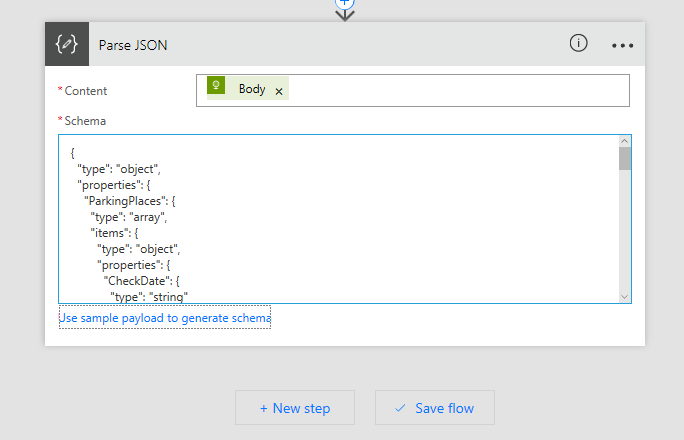 Parse JSON
*Content
Body ×
*Schema
{
"type": "object",
"properties": {
"ParkingPlaces": {
"type": "array",
"items": {
"type": "object",
"properties": {
"CheckDate": {
"type": "string"
Use sample payload to generate schema
+ New step
Save flow